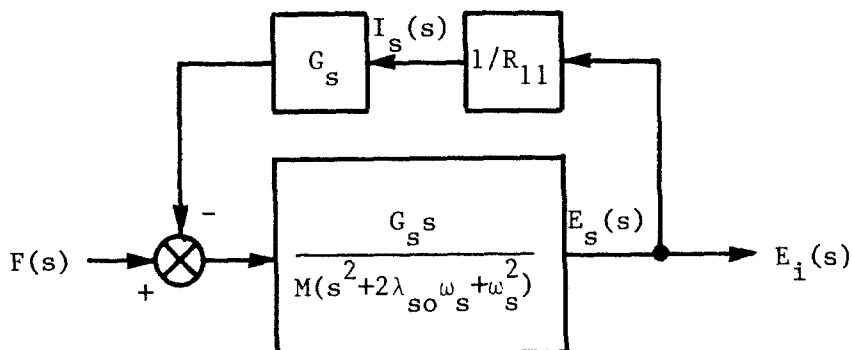 I_s(s)
G_s
1/R_11
-
G_s s
M(s^2+2λ_so ω_s+ω_s^2)
E_s(s)
F(s)
+
E_i(s)